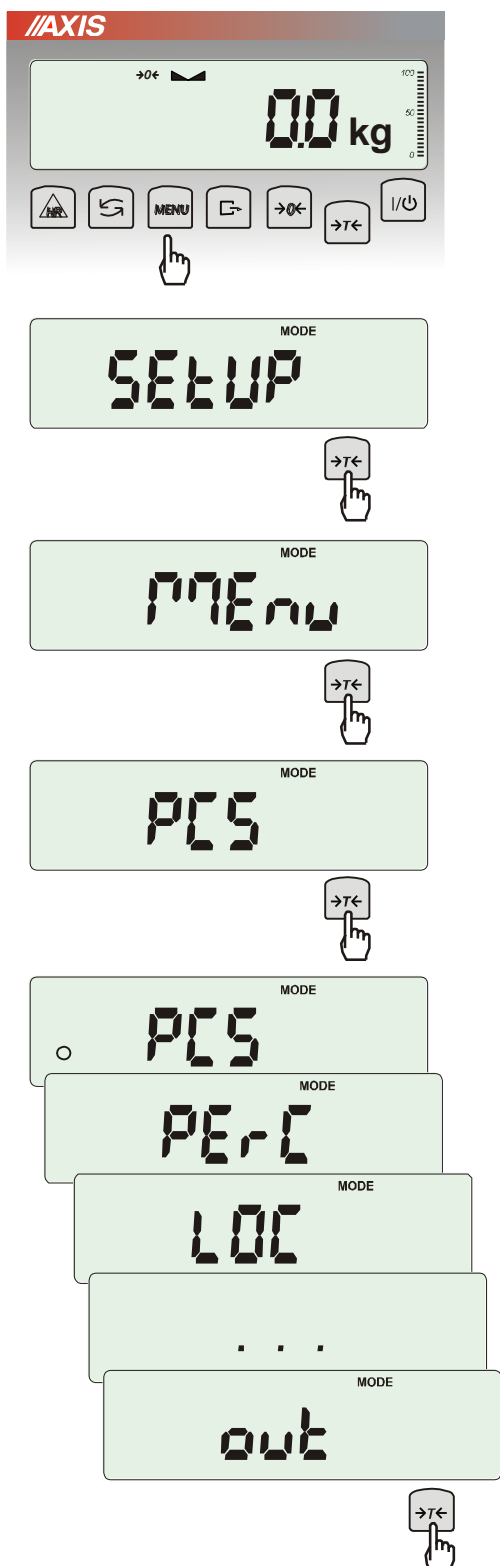 //AXIS
→0←
100
50
0
0.0 kg
HR MENU →0← →T← I/⏻
MODE
SEtUP
→T←
MODE
MEnu
→T←
MODE
PCS
→T←
MODE
PCS
MODE
PErC
MODE
LOC
. . .
MODE
out
→T←